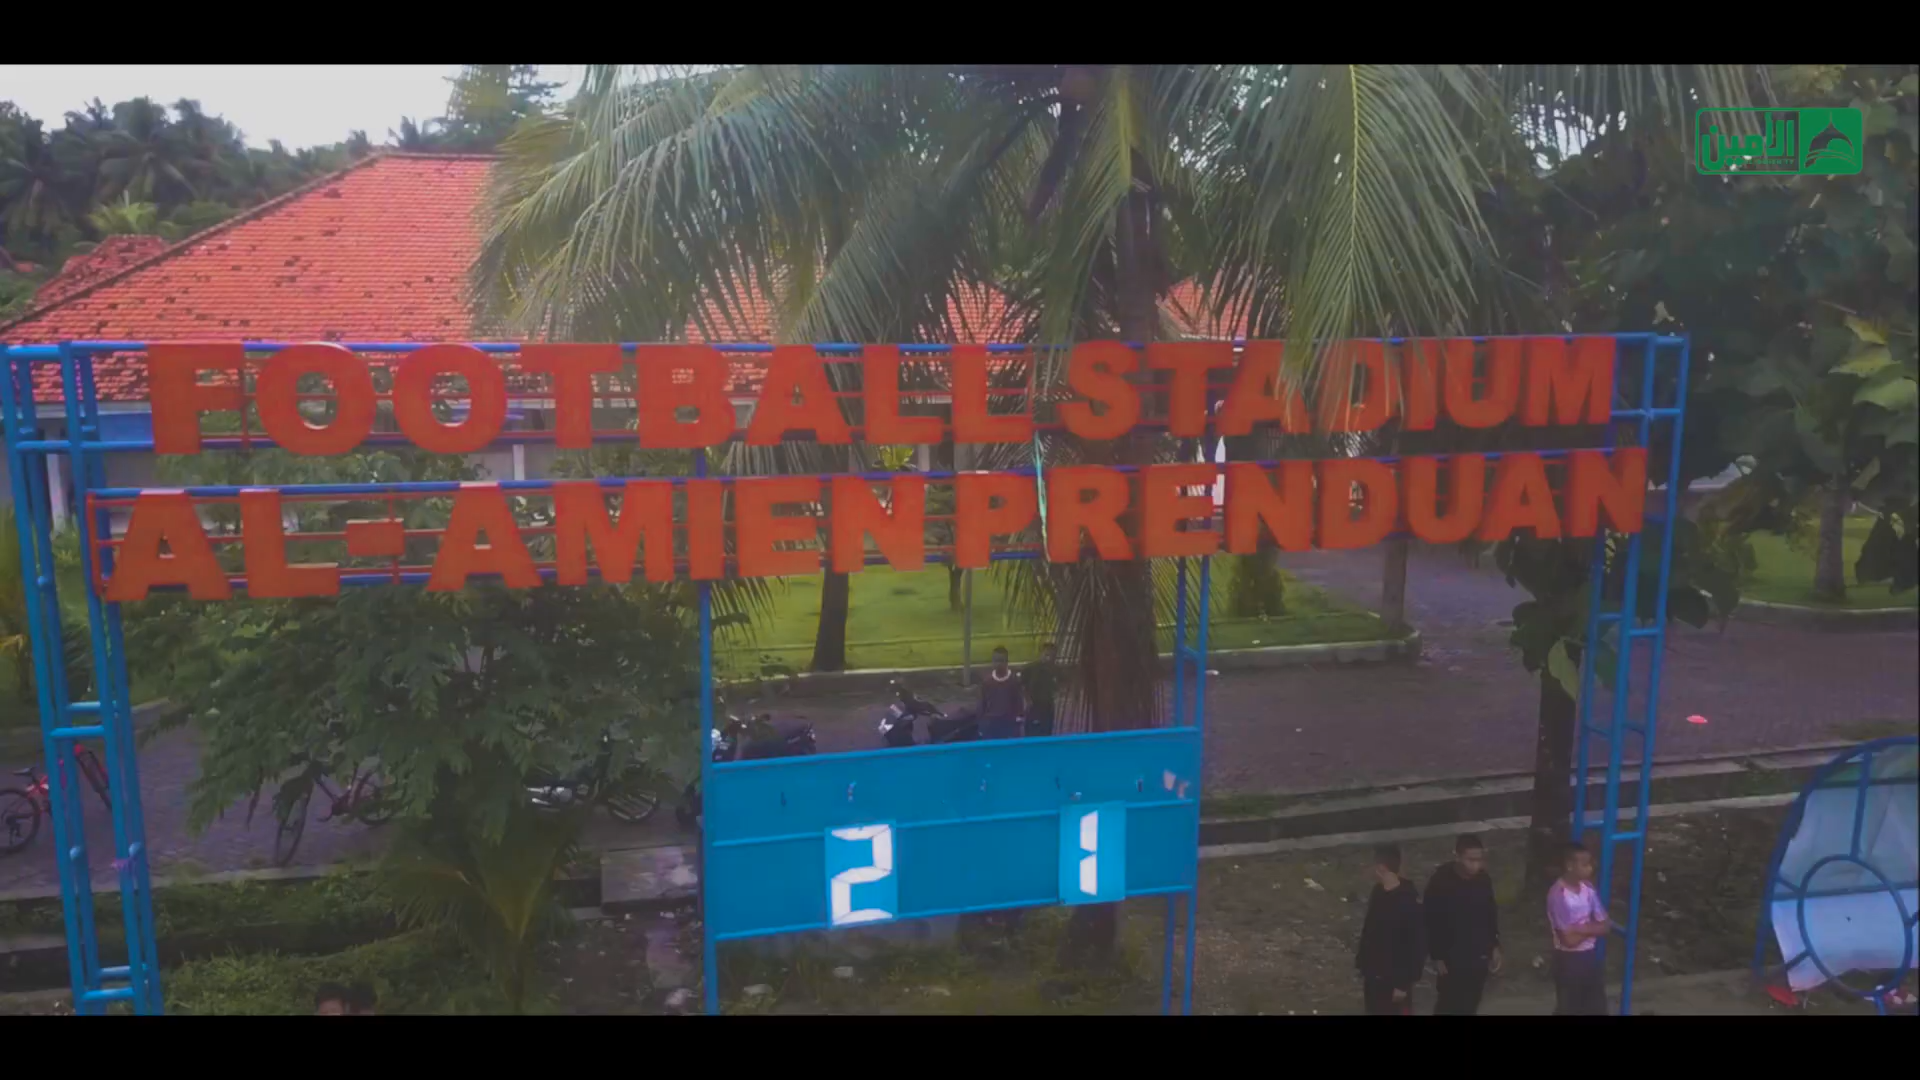 الأمين
FOOTBALL STADIUM
AL-AMIEN PRENDUAN
2 1